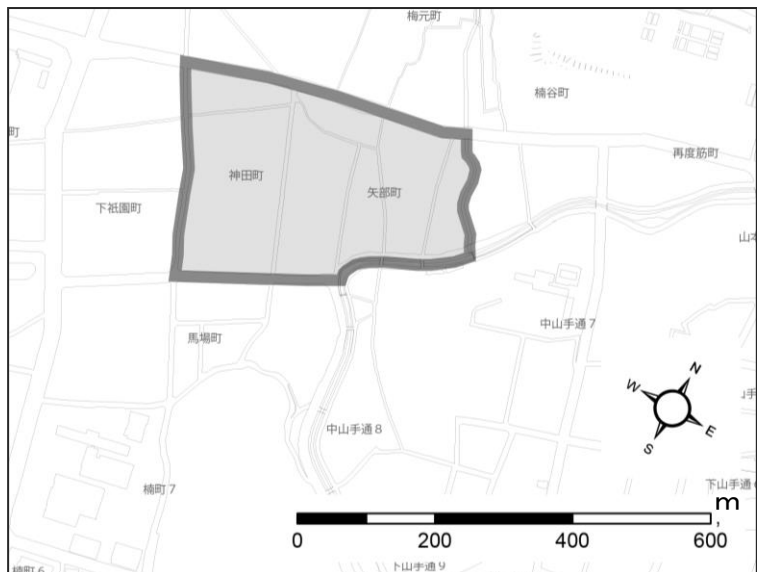 梅元町
楠谷町
町
再度筋町
神田町
矢部町
下祇園町
山本
中山手通7
馬場町
N
W
E
S
中山手通8
下山手通
楠町7
m
0
200
400
600
楠町6
下山手通9